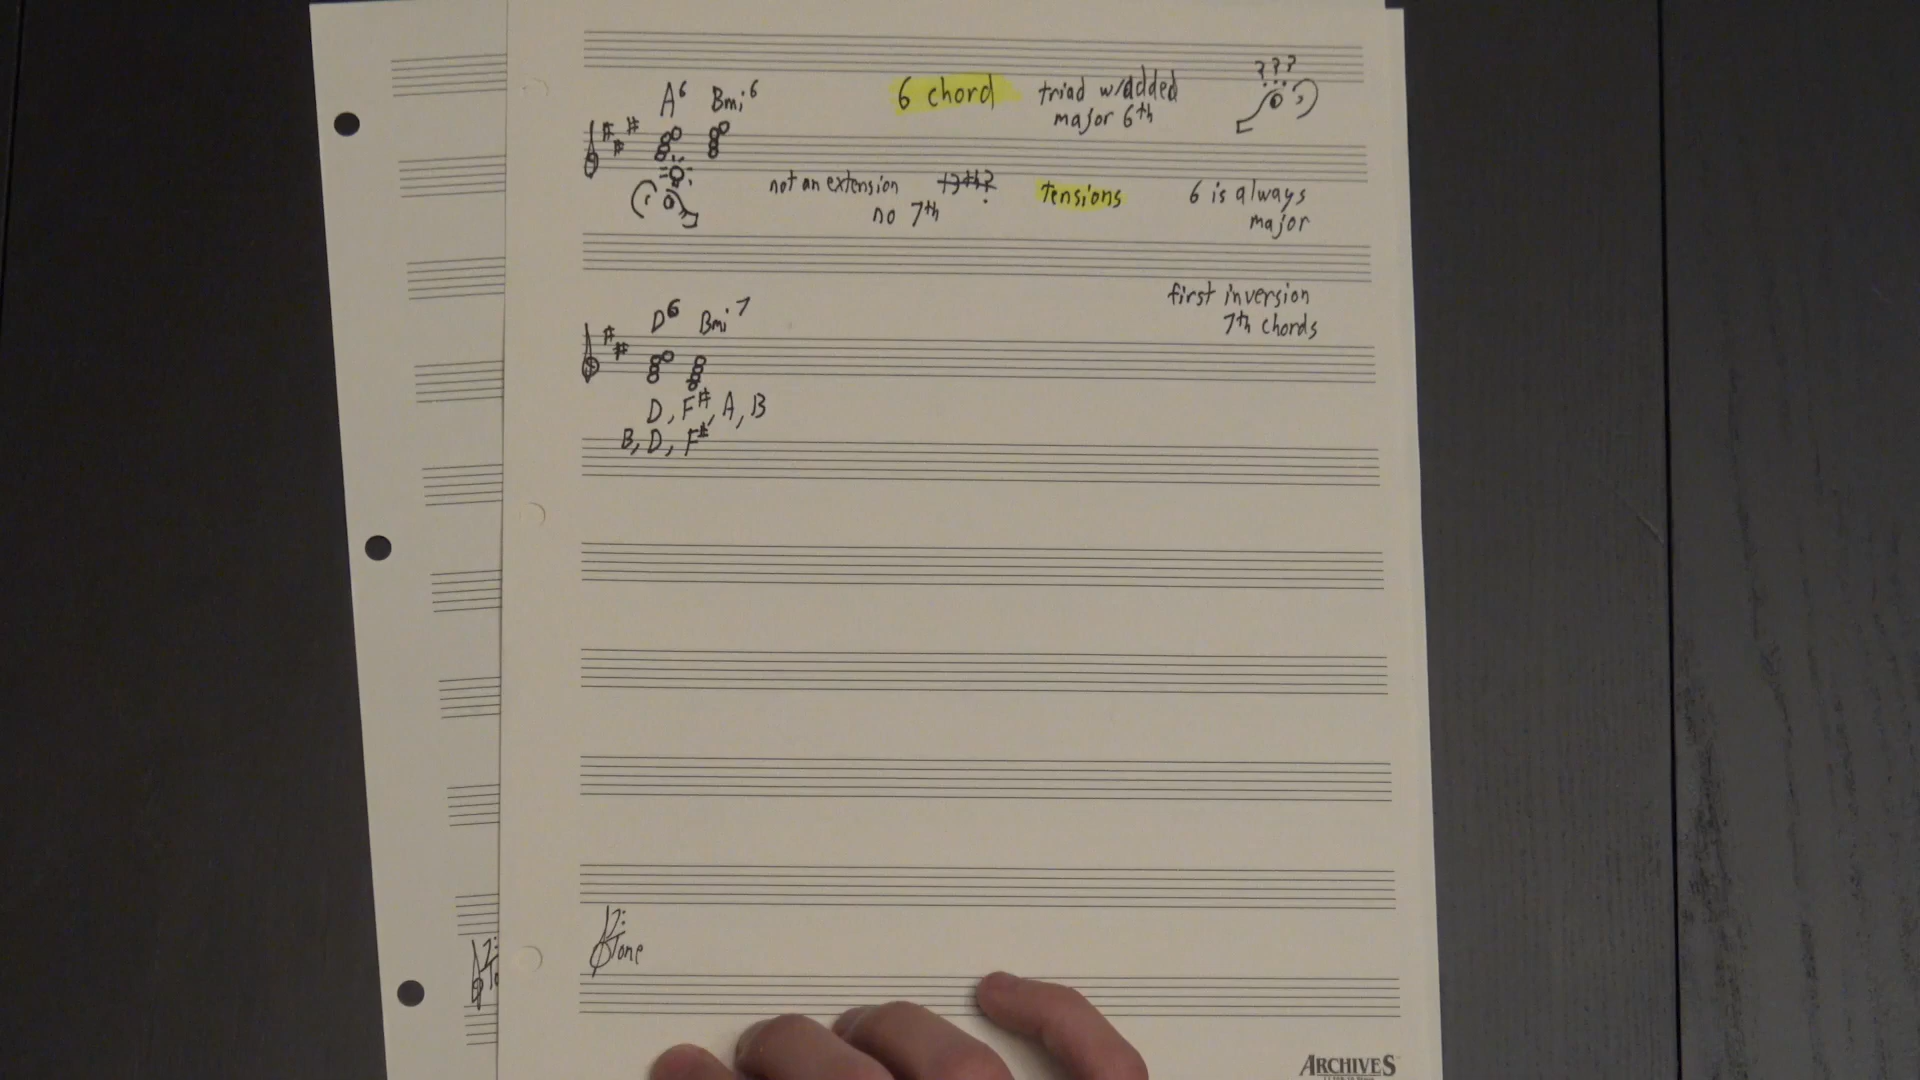 A6 Bmi6
6 chord
triad w/added
major 6th
???
not an extension
no 7th
13th?
tensions
6 is always
major
first inversion
7th chords
D6 Bmi7
D, F#, A, B
B, D, F#
Tone
ARCHIVES